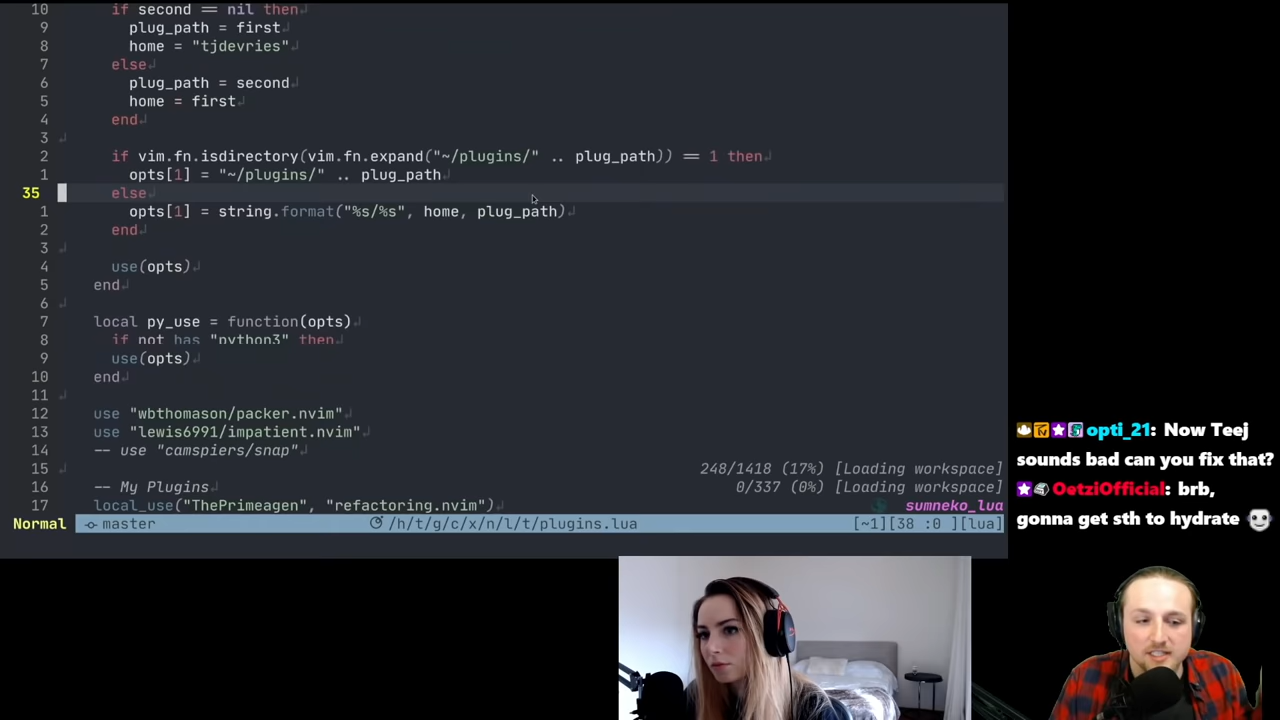 10 if second == nil then
9 plug_path = first
8 home = "tjdevries"
7 else
6 plug_path = second
5 home = first
4 end
3
2 if vim.fn.isdirectory(vim.fn.expand("~/plugins/" .. plug_path)) == 1 then
1 opts[1] = "~/plugins/" .. plug_path
35 else
1 opts[1] = string.format("%s/%s", home, plug_path)
2 end
3
4 use(opts)
5 end
6
7 local py_use = function(opts)
8 if not has "python3" then
9 use(opts)
10 end
11
12 use "wbthomason/packer.nvim"
13 use "lewis6991/impatient.nvim"
14 -- use "camspiers/snap"
15 248/1418 (17%) [Loading workspace]
16 -- My Plugins 0/337 (0%) [Loading workspace]
17 local_use("ThePrimeagen", "refactoring.nvim") sumneko_lua
Normal master /h/t/g/c/x/n/l/t/plugins.lua [~1][38 :0 ][lua]
opti_21: Now Teej
sounds bad can you fix that?
OetziOfficial: brb,
gonna get sth to hydrate